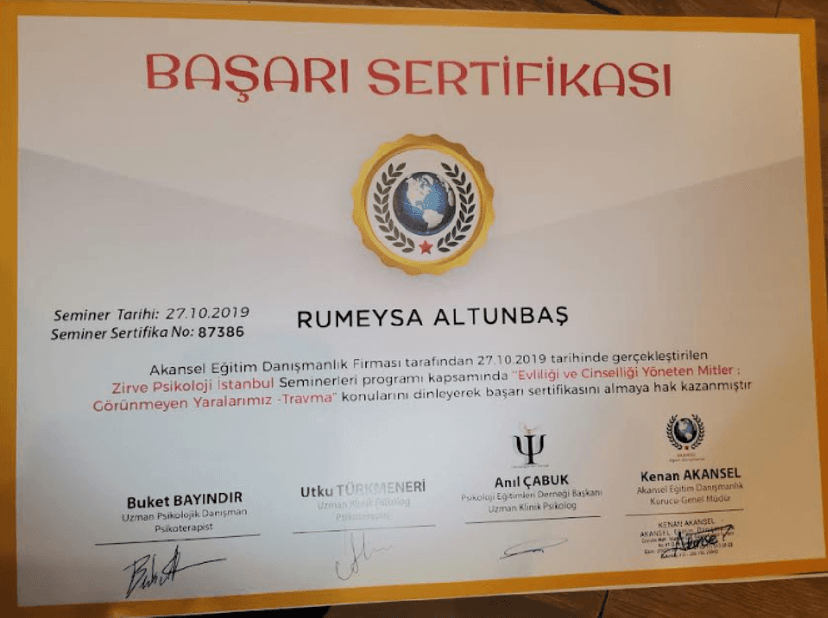 BAŞARI SERTİFİKASI
Seminer Tarihi: 27.10.2019
Seminer Sertifika No: 87386
RUMEYSA ALTUNBAŞ
Akansel Eğitim Danışmanlık Firması tarafından 27.10.2019 tarihinde gerçekleştirilen
Zirve Psikoloji İstanbul Seminerleri programı kapsamında "Evliliği ve Cinselliği Yöneten Mitler ;
Görünmeyen Yaralarımız -Travma" konularını dinleyerek başarı sertifikasını almaya hak kazanmıştır
Buket BAYINDIR
Uzman Psikolojik Danışman
Psikoterapist
Utku TÜRKMENERİ
Uzman Klinik Psikolog
Psikoterapist
Anıl ÇABUK
Psikoloji Eğitimleri Derneği Başkanı
Uzman Klinik Psikolog
AKANSEL
Kenan AKANSEL
Akansel Eğitim Danışmanlık
Kurucu-Genel Müdür
KENAN AKANSEL
AKANSEL Eğitim